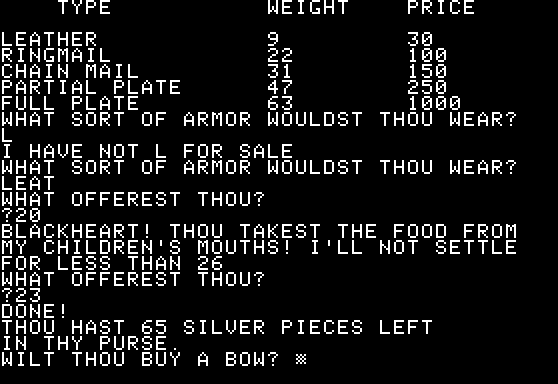 TYPE WEIGHT PRICE
LEATHER 9 30
RINGMAIL 22 100
CHAIN MAIL 31 150
PARTIAL PLATE 47 250
FULL PLATE 63 1000
WHAT SORT OF ARMOR WOULDST THOU WEAR?
L
I HAVE NOT L FOR SALE
WHAT SORT OF ARMOR WOULDST THOU WEAR?
LEAT
WHAT OFFEREST THOU?
?20
BLACKHEART! THOU TAKEST THE FOOD FROM
MY CHILDREN'S MOUTHS! I'LL NOT SETTLE
FOR LESS THAN 26
WHAT OFFEREST THOU?
?23
DONE!
THOU HAST 65 SILVER PIECES LEFT
IN THY PURSE.
WILT THOU BUY A BOW?